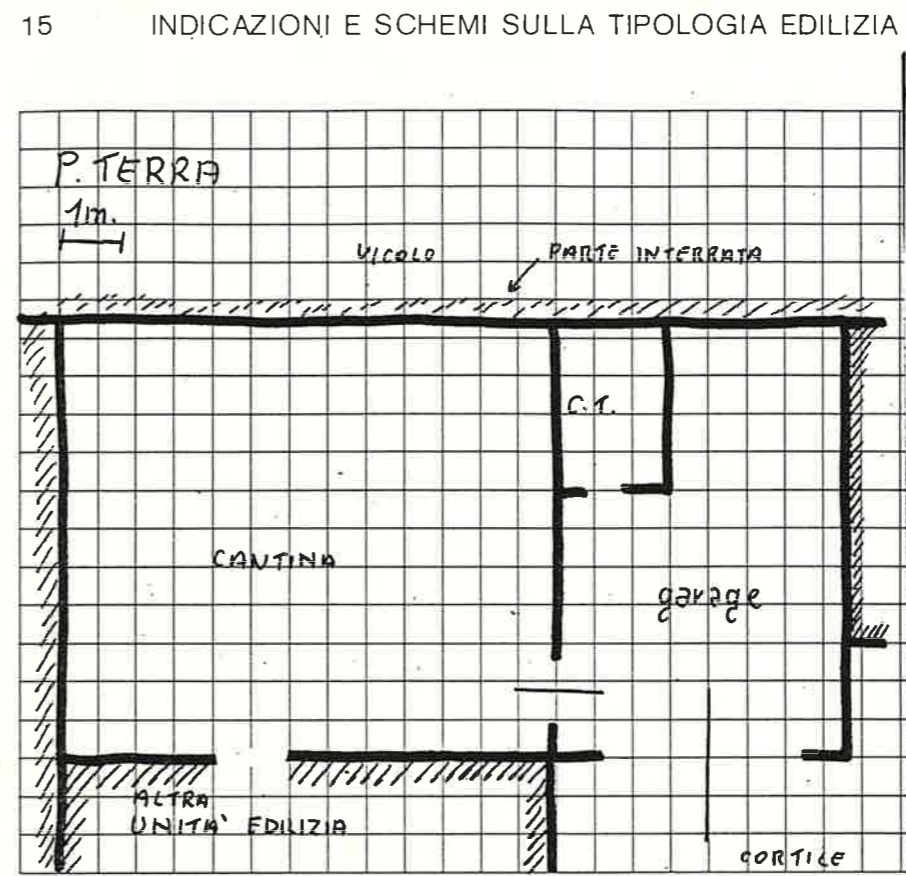 15 INDICAZIONI E SCHEMI SULLA TIPOLOGIA EDILIZIA
P. TERRA
1m.
VICOLO
PARTE INTERRATA
C.T.
CANTINA
garage
ALTRA
UNITA' EDILIZIA
CORTILE